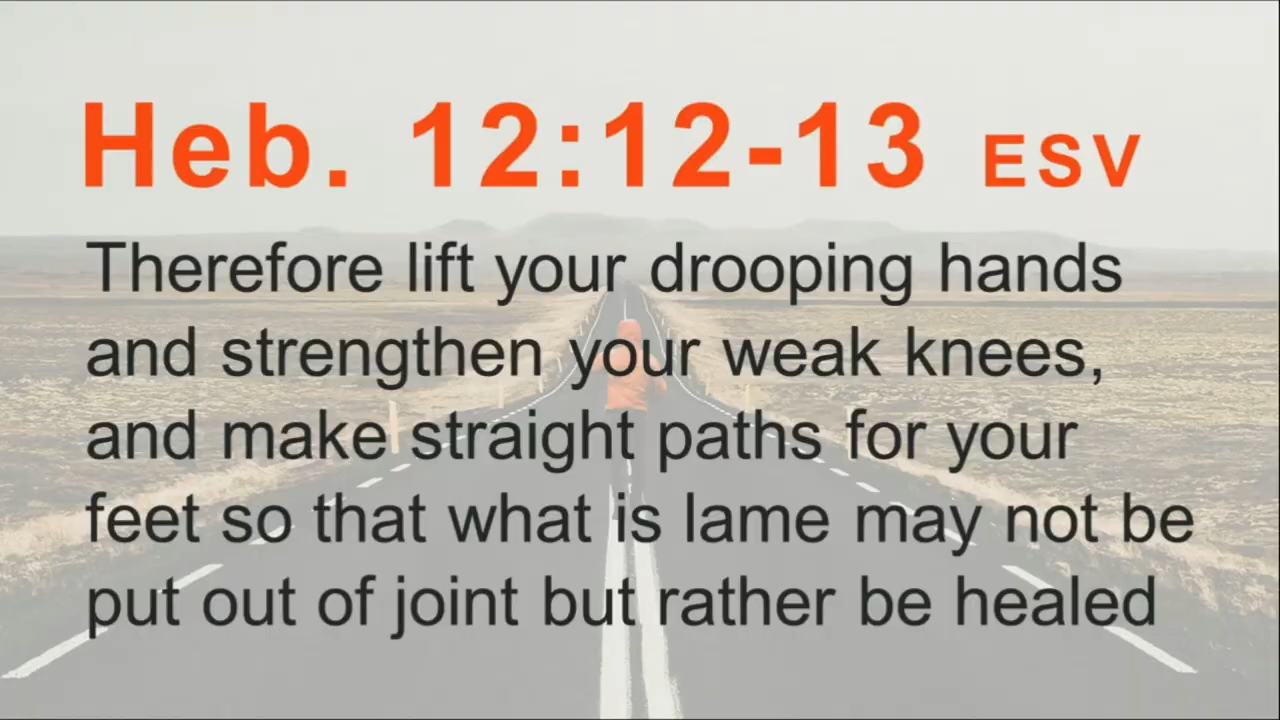 Heb. 12:12-13 ESV
Therefore lift your drooping hands
and strengthen your weak knees,
and make straight paths for your
feet so that what is lame may not be
put out of joint but rather be healed